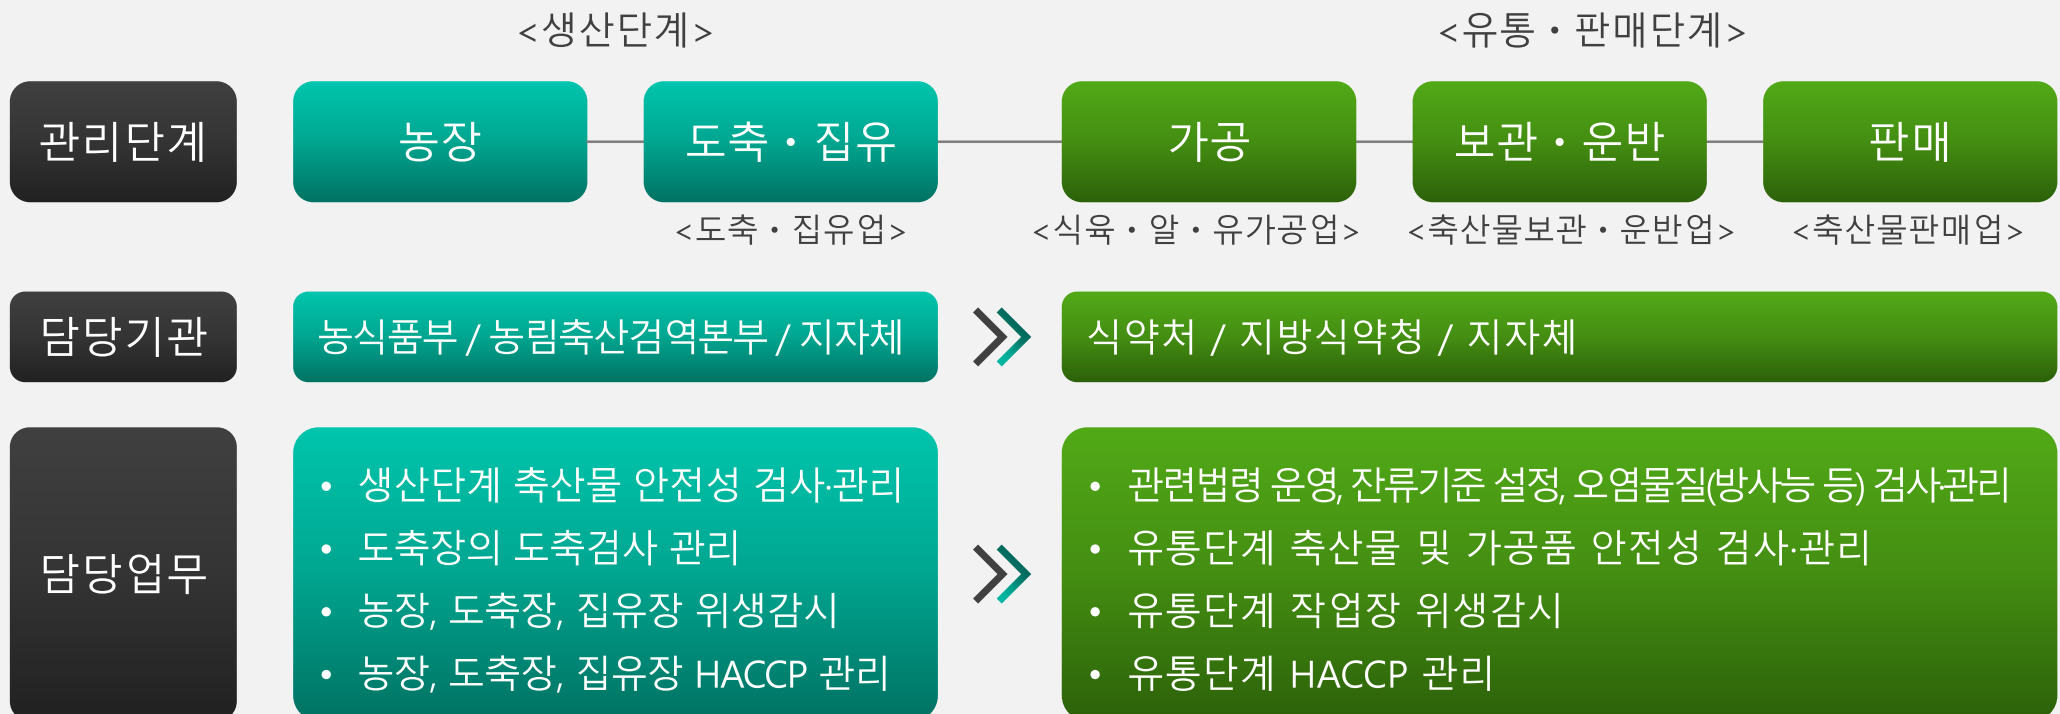 <생산단계>
<유통・판매단계>
관리단계
농장
도축・집유
가공
보관・운반
판매
<도축・집유업>
<식육・알・유가공업>
<축산물보관・운반업>
<축산물판매업>
담당기관
농식품부 / 농림축산검역본부 / 지자체
식약처 / 지방식약청 / 지자체
담당업무
• 생산단계 축산물 안전성 검사·관리
• 도축장의 도축검사 관리
• 농장, 도축장, 집유장 위생감시
• 농장, 도축장, 집유장 HACCP 관리
• 관련법령 운영, 잔류기준 설정, 오염물질(방사능 등) 검사·관리
• 유통단계 축산물 및 가공품 안전성 검사·관리
• 유통단계 작업장 위생감시
• 유통단계 HACCP 관리